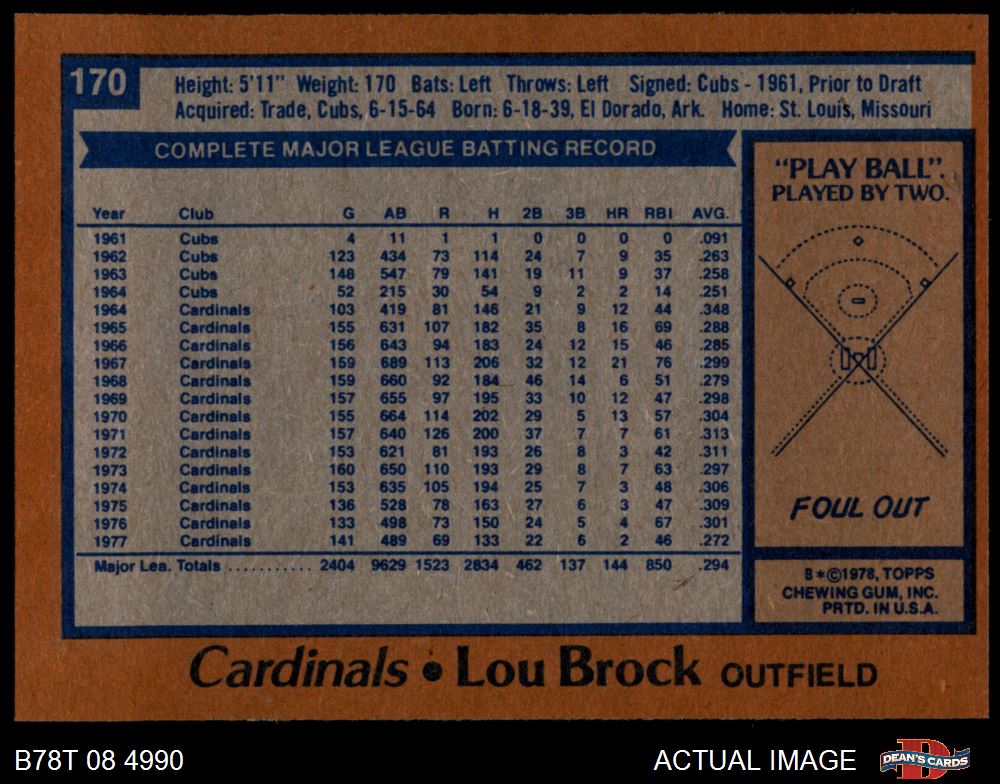 170
Height: 5'11" Weight: 170 Bats: Left Throws: Left Signed: Cubs - 1961, Prior to Draft
Acquired: Trade, Cubs, 6-15-64 Born: 6-18-39, El Dorado, Ark. Home: St. Louis, Missouri
COMPLETE MAJOR LEAGUE BATTING RECORD
Year Club G AB R H 2B 3B HR RBI AVG.
1961 Cubs 4 11 1 1 0 0 0 0 .091
1962 Cubs 123 434 73 114 24 7 9 35 .263
1963 Cubs 148 547 79 141 19 11 9 37 .258
1964 Cubs 52 215 30 54 9 2 2 14 .251
1964 Cardinals 103 419 81 146 21 9 12 44 .348
1965 Cardinals 155 631 107 182 35 8 16 69 .288
1966 Cardinals 156 643 94 183 24 12 15 46 .285
1967 Cardinals 159 689 113 206 32 12 21 76 .299
1968 Cardinals 159 660 92 184 46 14 6 51 .279
1969 Cardinals 157 655 97 195 33 10 12 47 .298
1970 Cardinals 155 664 114 202 29 5 13 57 .304
1971 Cardinals 157 640 126 200 37 7 7 61 .313
1972 Cardinals 153 621 81 193 26 8 3 42 .311
1973 Cardinals 160 650 110 193 29 8 7 63 .297
1974 Cardinals 153 635 105 194 25 7 3 48 .306
1975 Cardinals 136 528 78 163 27 6 3 47 .309
1976 Cardinals 133 498 73 150 24 5 4 67 .301
1977 Cardinals 141 489 69 133 22 6 2 46 .272
Major Lea. Totals ........... 2404 9629 1523 2834 462 137 144 850 .294
"PLAY BALL".
PLAYED BY TWO.
FOUL OUT
B*©1978, TOPPS
CHEWING GUM, INC.
PRTD. IN U.S.A.
Cardinals • Lou Brock OUTFIELD
B78T 08 4990
ACTUAL IMAGE
DEAN'S CARDS